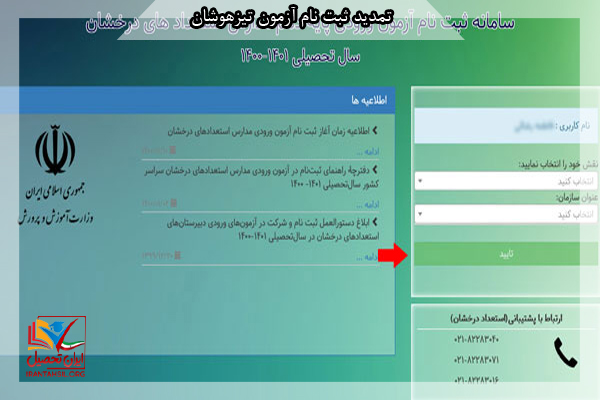 تمدید ثبت نام آزمون تیزهوشان
سامانه ثبت نام آزمون ورودی پایه استعداد های درخشان
سال تحصیلی ۱۴۰۱-۱۴۰۰
نام کاربری :
نقش خود را انتخاب نمایید:
انتخاب کنید
عنوان سازمان:
انتخاب کنید
تایید
ارتباط با پشتیبانی(استعداد درخشان)
۰۲۱-۸۲۲۸۳۰۴۰
۰۲۱-۸۲۲۸۳۰۷۱
۰۲۱-۸۲۲۸۳۰۱۶
اطلاعیه ها
اطلاعیه زمان آغاز ثبت نام آزمون ورودی مدارس استعدادهای درخشان
ادامه ...
دفترچهٔ راهنمای ثبت‌نام در آزمون ورودی مدارس استعدادهای درخشان سراسر
کشور سال‌تحصیلی ۱۴۰۱- ۱۴۰۰
ادامه ...
ابلاغ دستورالعمل ثبت نام و شرکت در آزمون‌های ورودی دبیرستان‌های
استعدادهای درخشان در سال‌تحصیلی ۱۴۰۱-۱۴۰۰
ادامه ...
جمهوری اسلامی ایران
وزارت آموزش و پرورش
ایران تحصیل
IRANTAHSIL.ORG